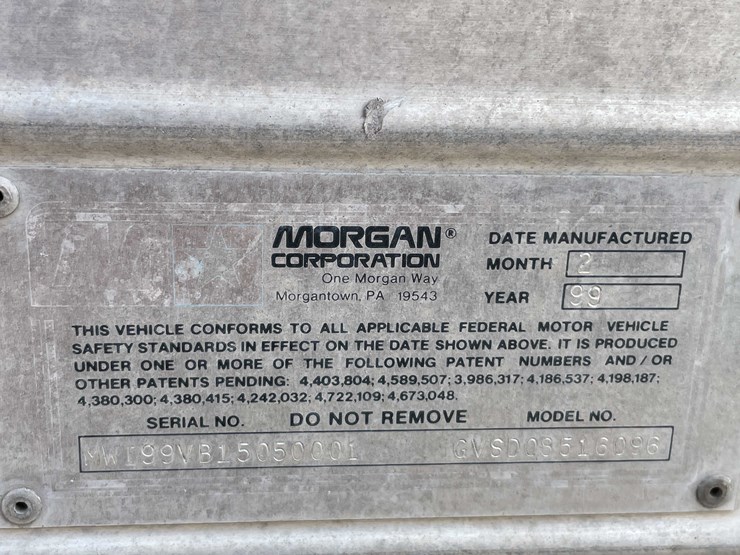 MORGAN®
CORPORATION
One Morgan Way
Morgantown, PA 19543
DATE MANUFACTURED
MONTH 2
YEAR 99
THIS VEHICLE CONFORMS TO ALL APPLICABLE FEDERAL MOTOR VEHICLE
SAFETY STANDARDS IN EFFECT ON THE DATE SHOWN ABOVE. IT IS PRODUCED
UNDER ONE OR MORE OF THE FOLLOWING PATENT NUMBERS AND / OR
OTHER PATENTS PENDING: 4,403,804; 4,589,507; 3,986,317; 4,186,537; 4,198,187;
4,380,300; 4,380,415; 4,242,032; 4,722,109; 4,673,048.
SERIAL NO. DO NOT REMOVE MODEL NO.
MWI99VB15050001 GVSD09516096